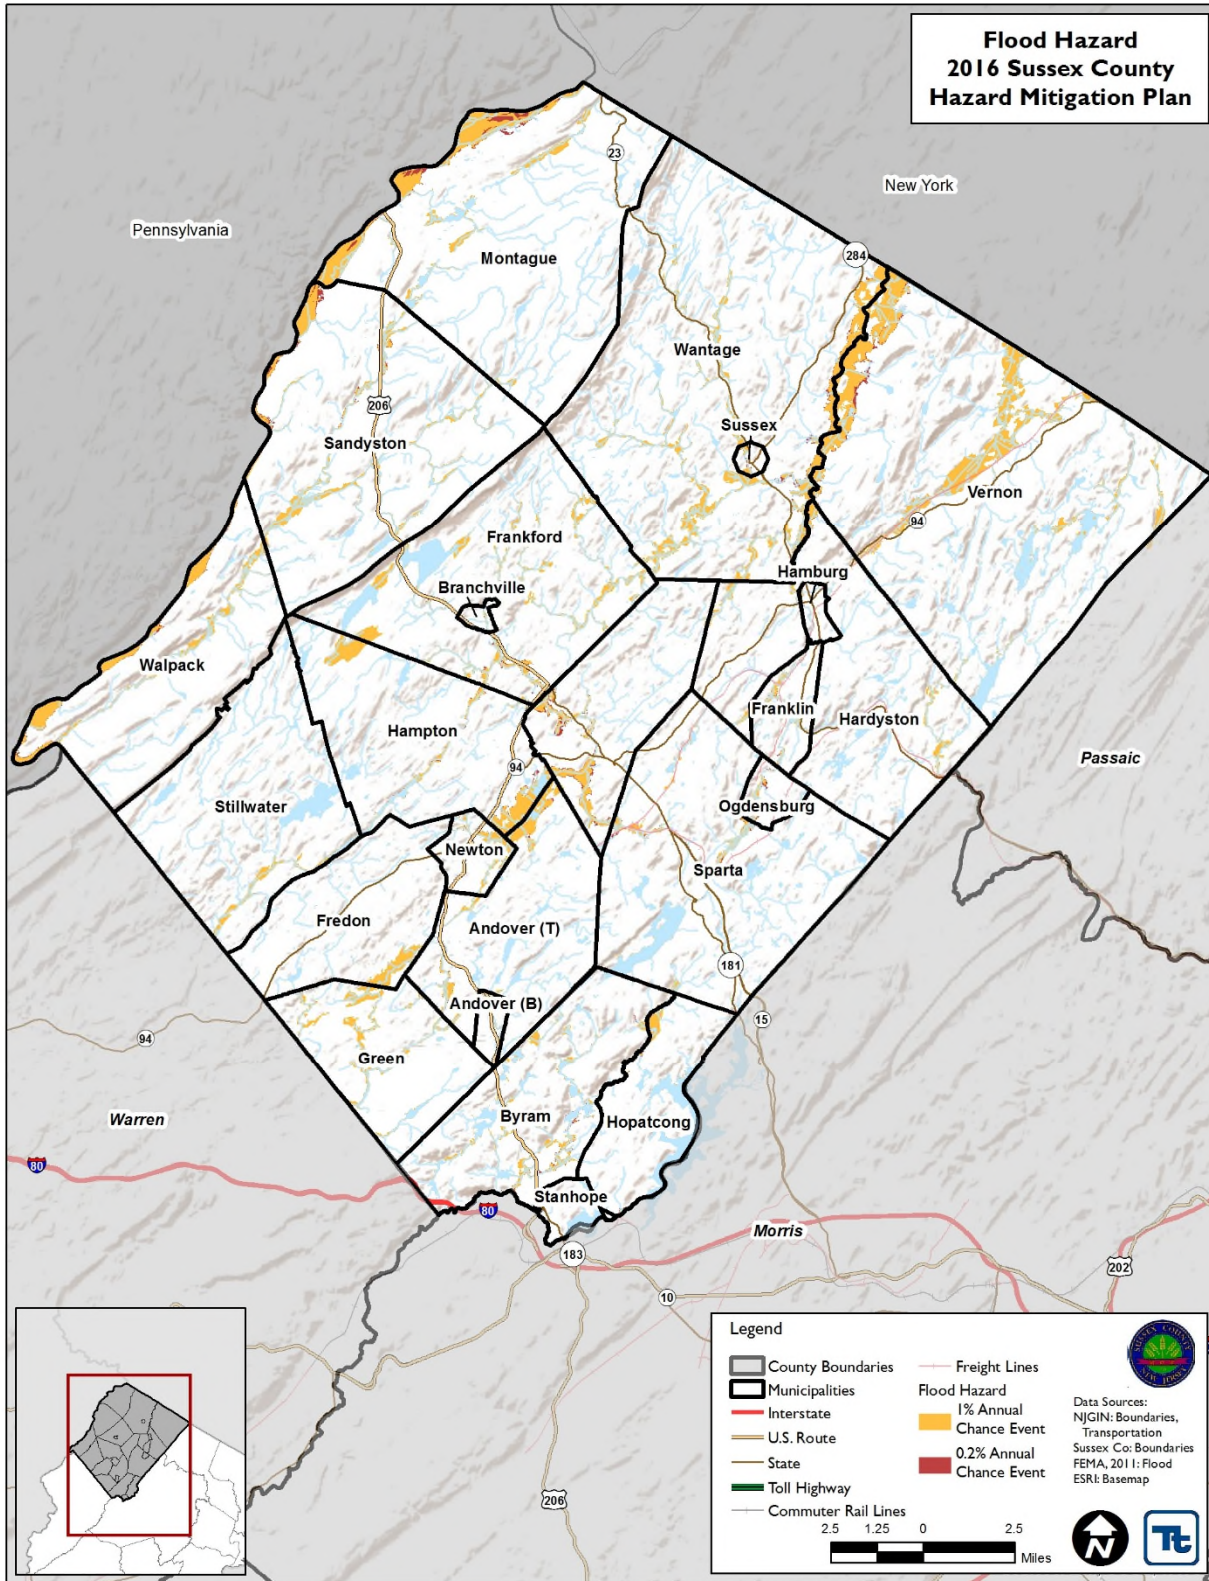 Flood Hazard
2016 Sussex County
Hazard Mitigation Plan
23
New York
Pennsylvania
284
Montague
Wantage
206
Sussex
Sandyston
Vernon
94
Frankford
Hamburg
Branchville
Walpack
Franklin
Hardyston
Hampton
Passaic
94
Stillwater
Ogdensburg
Newton
Sparta
Fredon
Andover (T)
181
Andover (B)
15
94
Green
Warren
Byram
Hopatcong
80
Stanhope
80
Morris
183
202
10
206
Legend
County Boundaries
Municipalities
Interstate
U.S. Route
State
Toll Highway
Commuter Rail Lines
Freight Lines
Flood Hazard
1% Annual
Chance Event
0.2% Annual
Chance Event
SUSSEX COUNTY
NEW JERSEY
Data Sources:
NJGIN: Boundaries,
Transportation
Sussex Co: Boundaries
FEMA, 2011: Flood
ESRI: Basemap
2.5 1.25 0 2.5
Miles
N
Tt